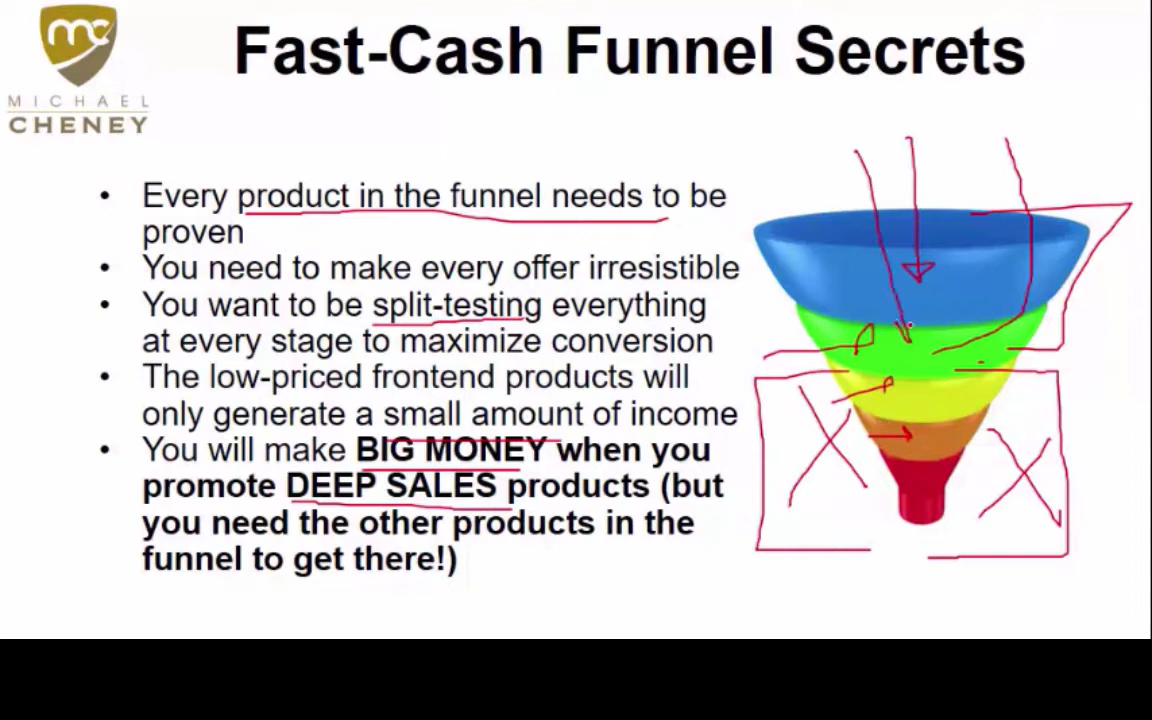 mc
MICHAEL
CHENEY
Fast-Cash Funnel Secrets
• Every product in the funnel needs to be
proven
• You need to make every offer irresistible
• You want to be split-testing everything
at every stage to maximize conversion
• The low-priced frontend products will
only generate a small amount of income
• You will make BIG MONEY when you
promote DEEP SALES products (but
you need the other products in the
funnel to get there!)